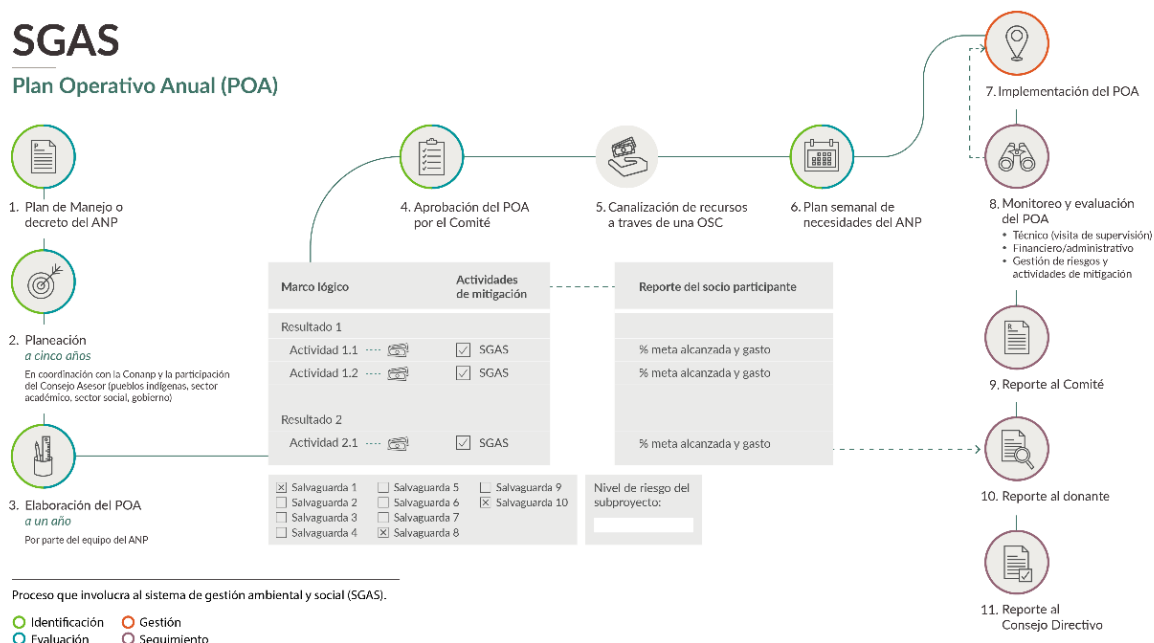 SGAS
Plan Operativo Anual (POA)
1. Plan de Manejo o
decreto del ANP
2. Planeación
a cinco años
En coordinación con la Conanp y la participación
del Consejo Asesor (pueblos indígenas, sector
académico, sector social, gobierno)
3. Elaboración del POA
a un año
Por parte del equipo del ANP
4. Aprobación del POA
por el Comité
5. Canalización de recursos
a traves de una OSC
6. Plan semanal de
necesidades del ANP
7. Implementación del POA
8. Monitoreo y evaluación
del POA
• Técnico (visita de supervisión)
• Financiero/administrativo
• Gestión de riesgos y
actividades de mitigación
9. Reporte al Comité
10. Reporte al donante
11. Reporte al
Consejo Directivo
Marco lógico
Actividades
de mitigación
Reporte del socio participante
Resultado 1
Actividad 1.1 SGAS % meta alcanzada y gasto
Actividad 1.2 SGAS % meta alcanzada y gasto
Resultado 2
Actividad 2.1 SGAS % meta alcanzada y gasto
Salvaguarda 1 Salvaguarda 5 Salvaguarda 9
Salvaguarda 2 Salvaguarda 6 Salvaguarda 10
Salvaguarda 3 Salvaguarda 7
Salvaguarda 4 Salvaguarda 8
Nivel de riesgo del
subproyecto:
Proceso que involucra al sistema de gestión ambiental y social (SGAS).
Identificación Gestión
Evaluación Seguimiento